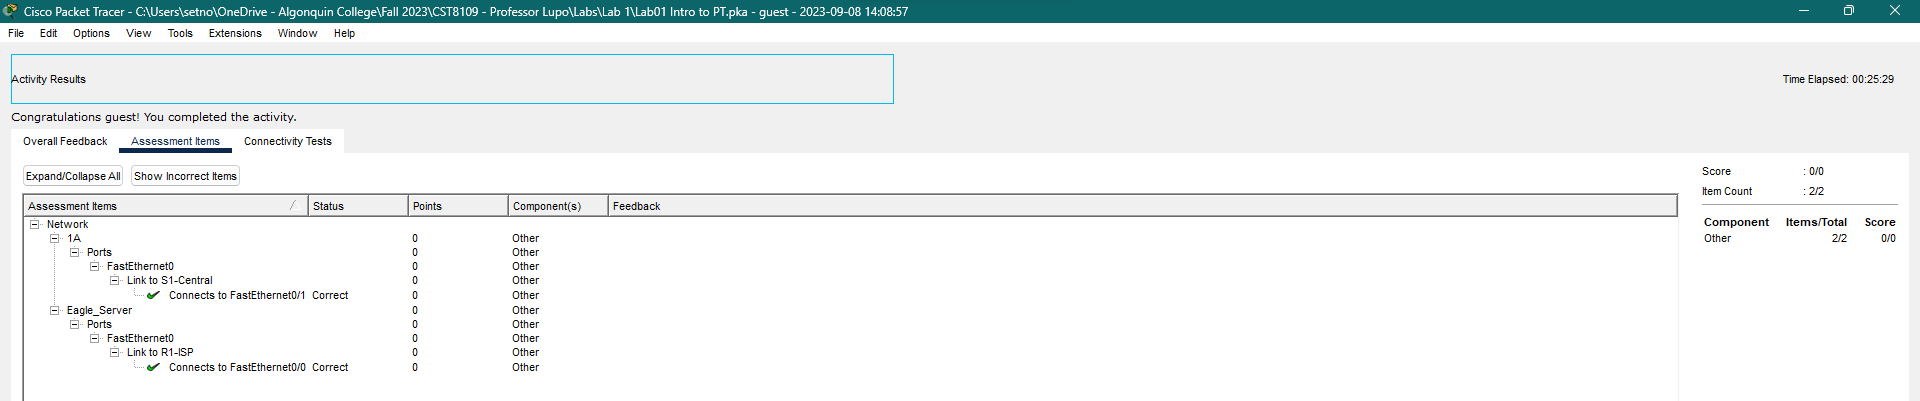 Cisco Packet Tracer - C:\Users\setno\OneDrive - Algonquin College\Fall 2023\CST8109 - Professor Lupo\Labs\Lab 1\Lab01 Intro to PT.pka - guest - 2023-09-08 14:08:57
File Edit Options View Tools Extensions Window Help
Activity Results Time Elapsed: 00:25:29
Congratulations guest! You completed the activity.
Overall Feedback Assessment Items Connectivity Tests
Expand/Collapse All Show Incorrect Items
Assessment Items Status Points Component(s) Feedback
Network
1A 0 Other
Ports 0 Other
FastEthernet0 0 Other
Link to S1-Central 0 Other
Connects to FastEthernet0/1 Correct 0 Other
Eagle_Server 0 Other
Ports 0 Other
FastEthernet0 0 Other
Link to R1-ISP 0 Other
Connects to FastEthernet0/0 Correct 0 Other
Score : 0/0
Item Count : 2/2
Component Items/Total Score
Other 2/2 0/0